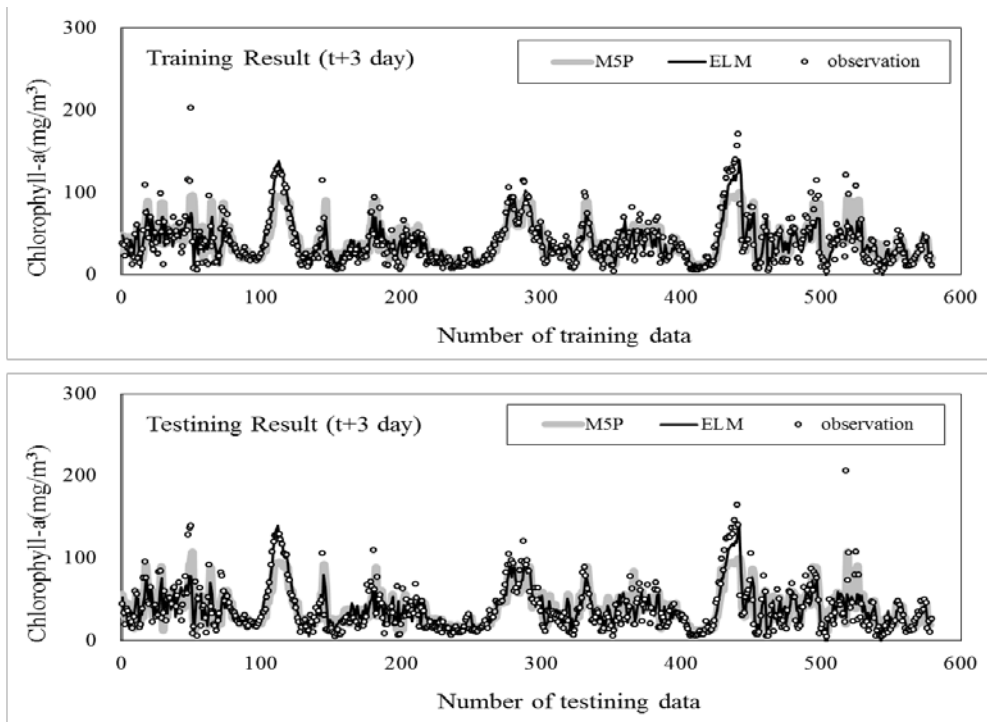 300
Training Result (t+3 day)
M5P
ELM
observation
200
100
0
Chlorophyll-a(mg/m³)
0 100 200 300 400 500 600
Number of training data
300
Testining Result (t+3 day)
M5P
ELM
observation
200
100
0
Chlorophyll-a(mg/m³)
0 100 200 300 400 500 600
Number of testining data